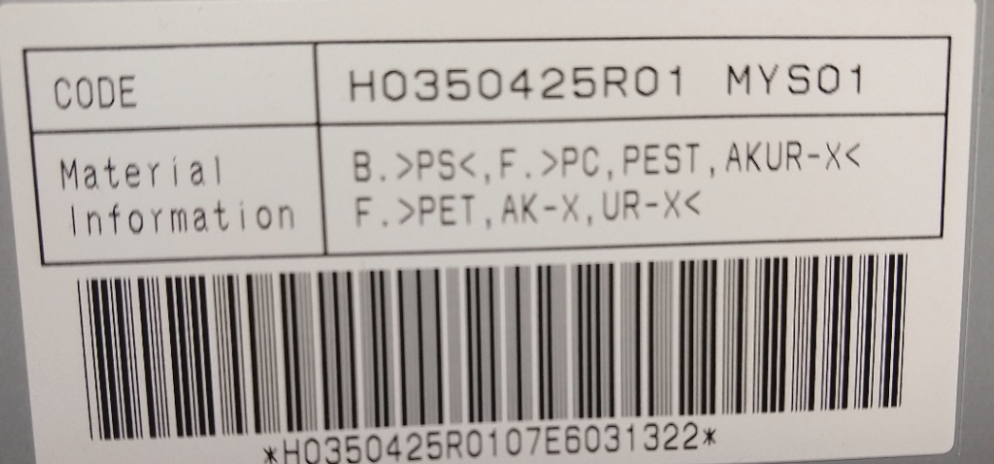 CODE H0350425R01 MYS01
Material Information B.>PS<,F.>PC,PEST,AKUR-X<
F.>PET,AK-X,UR-X<
*H0350425R0107E6031322*